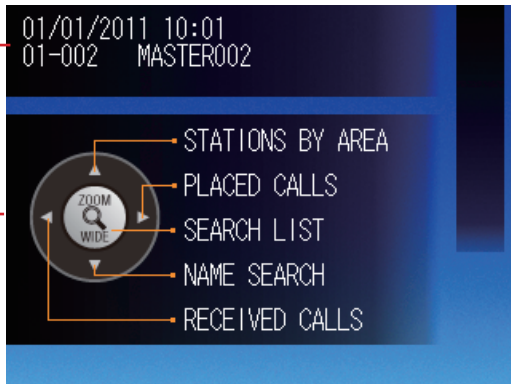 01/01/2011 10:01
01-002 MASTER002
STATIONS BY AREA
PLACED CALLS
ZOOM
WIDE
SEARCH LIST
NAME SEARCH
RECEIVED CALLS